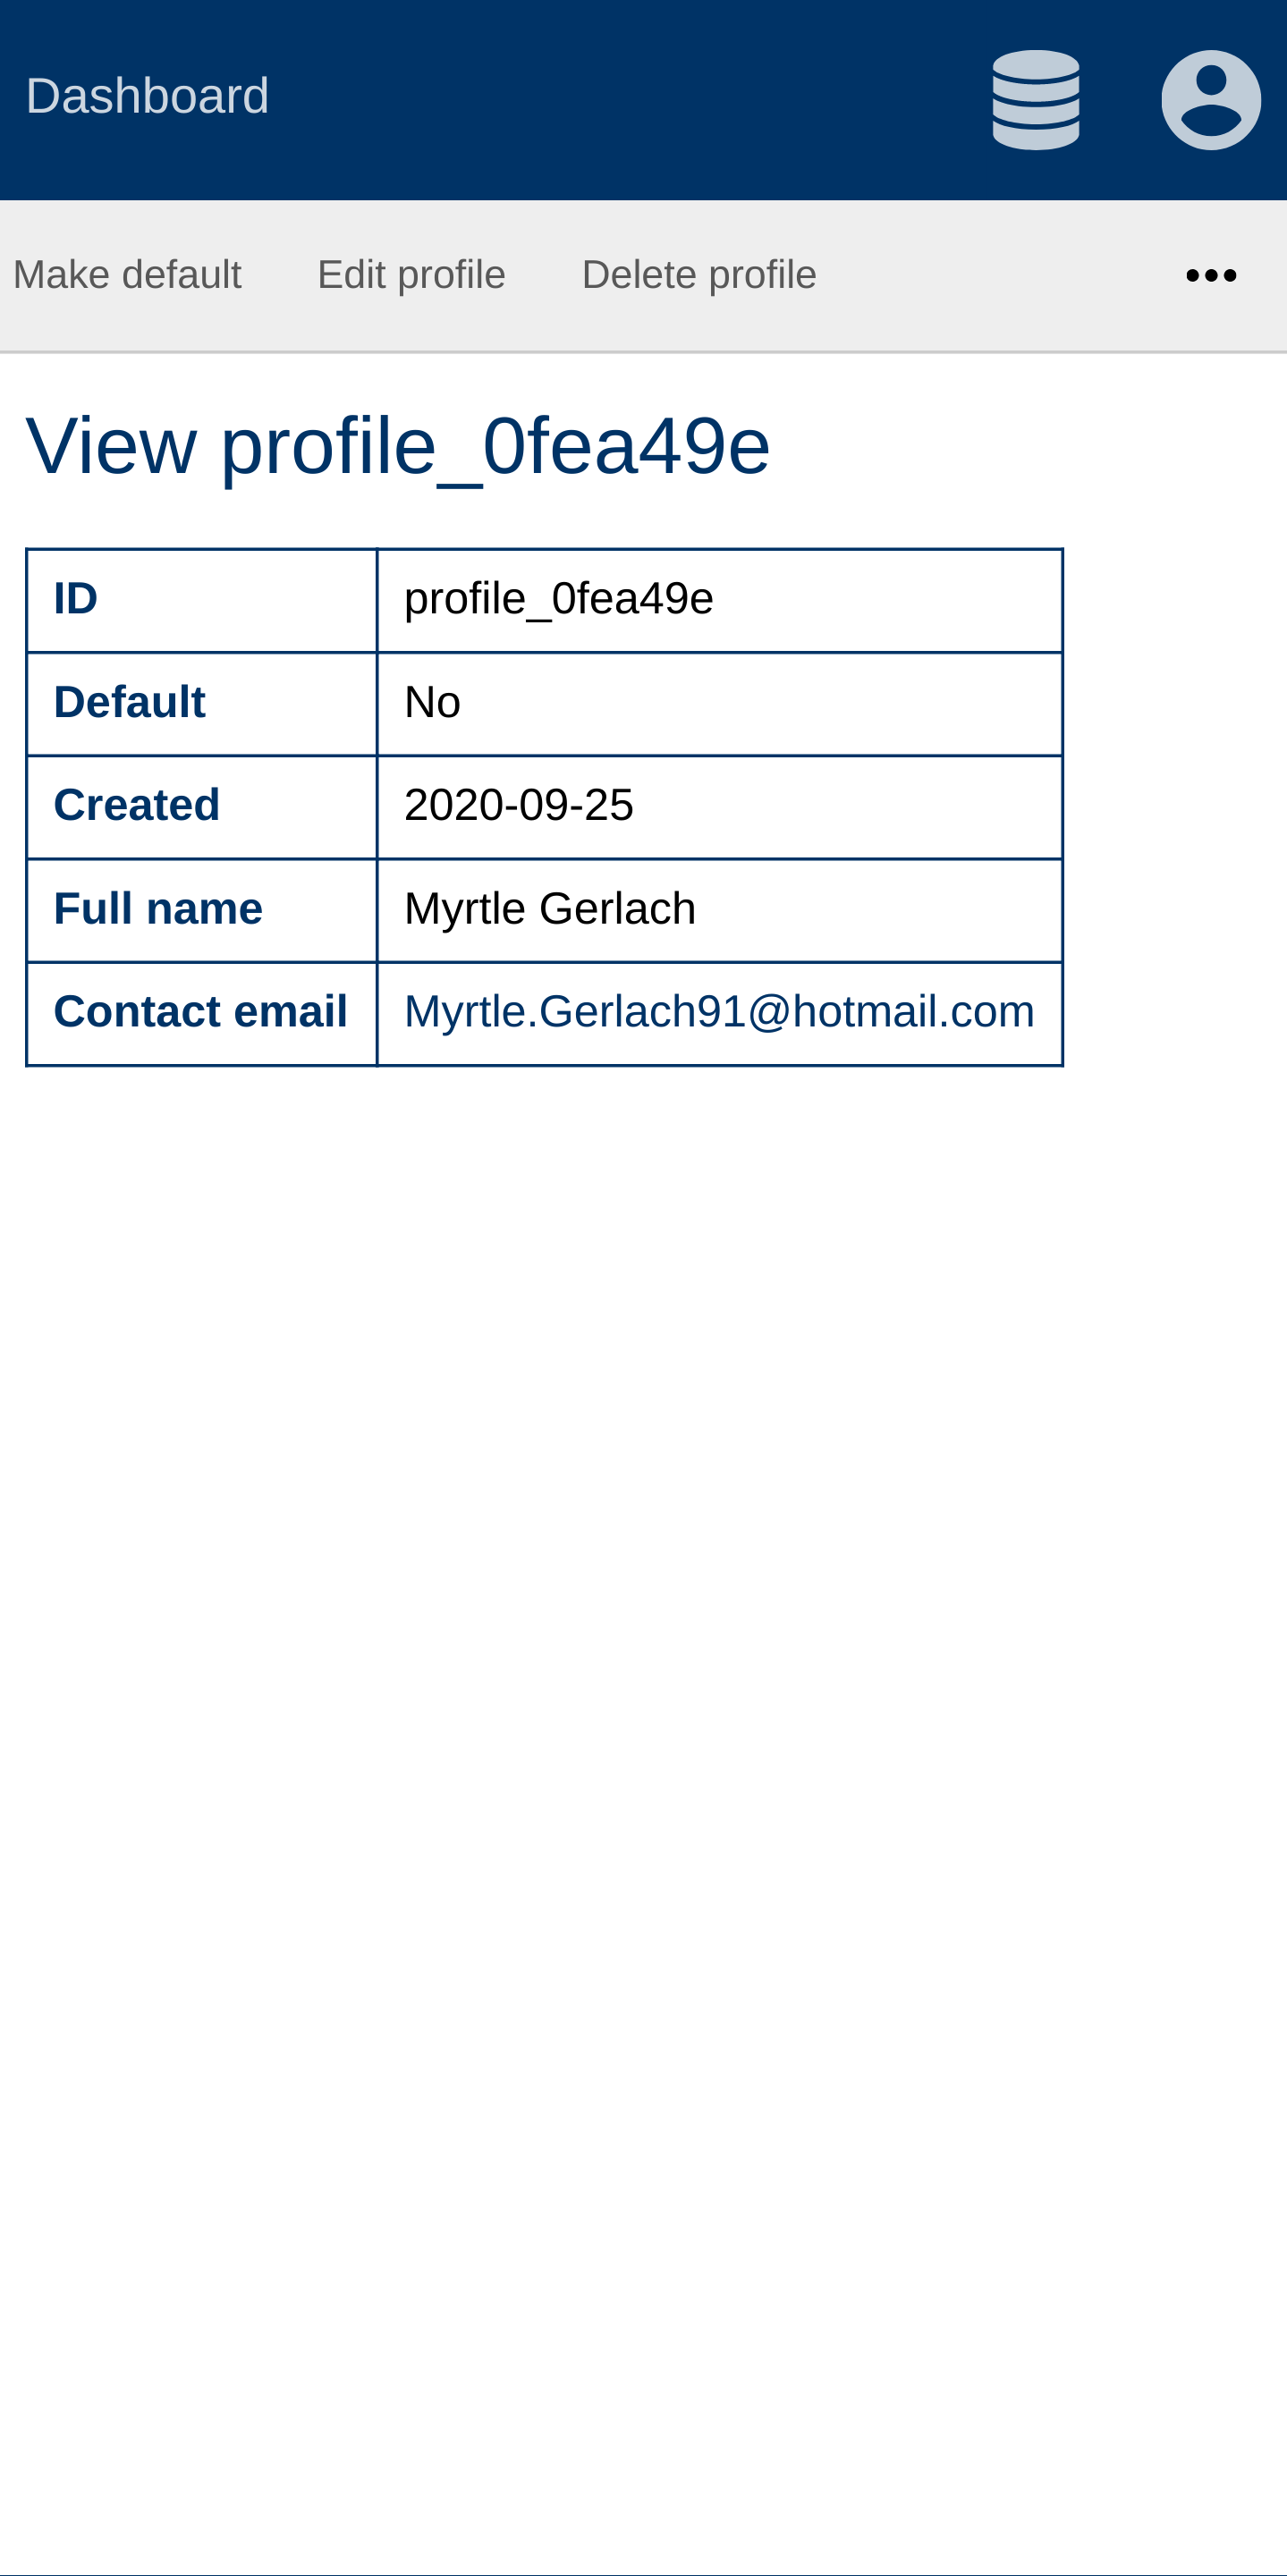 Dashboard
Make default Edit profile Delete profile
View profile_0fea49e
ID profile_0fea49e
Default No
Created 2020-09-25
Full name Myrtle Gerlach
Contact email Myrtle.Gerlach91@hotmail.com